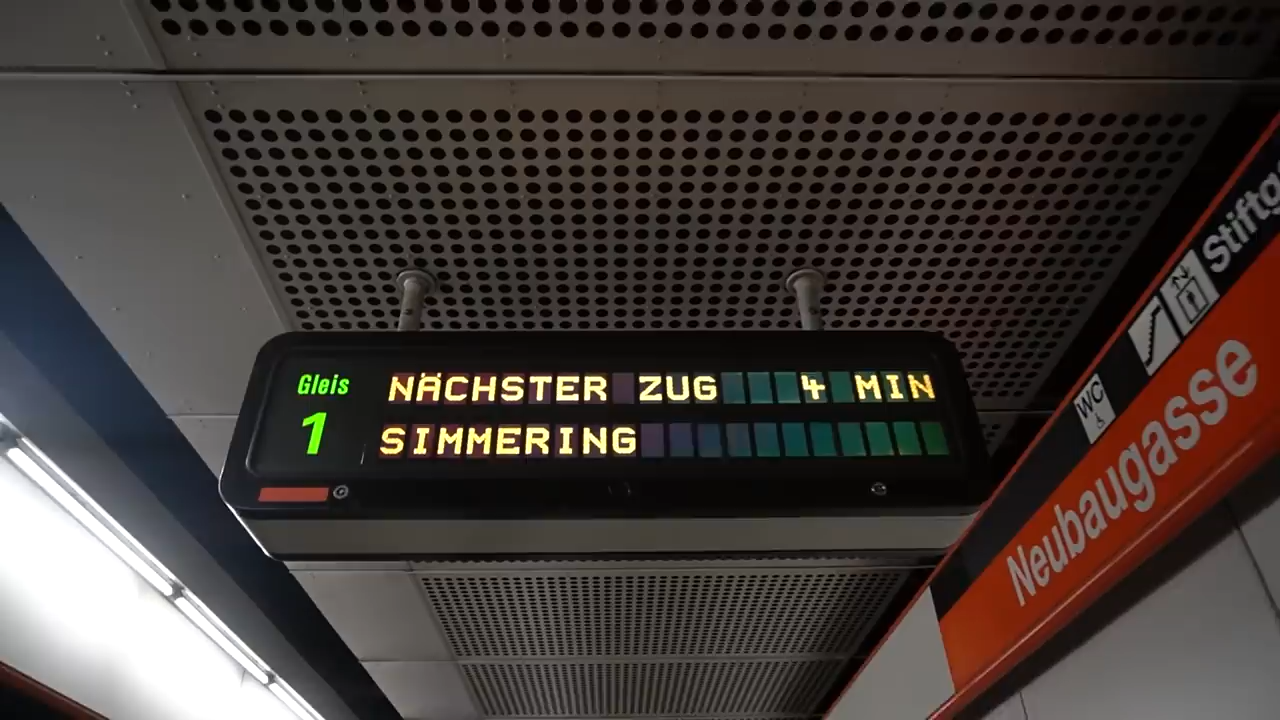 Gleis
1
NÄCHSTER ZUG 4 MIN
SIMMERING
WC
Neubaugasse